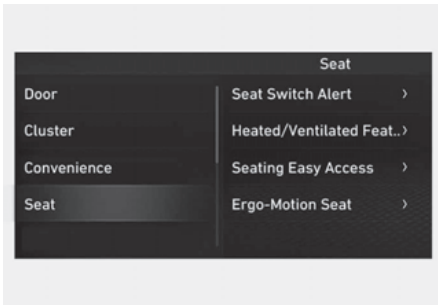 Seat
Door
Seat Switch Alert >
Cluster
Heated/Ventilated Feat..>
Convenience
Seating Easy Access >
Seat
Ergo-Motion Seat >